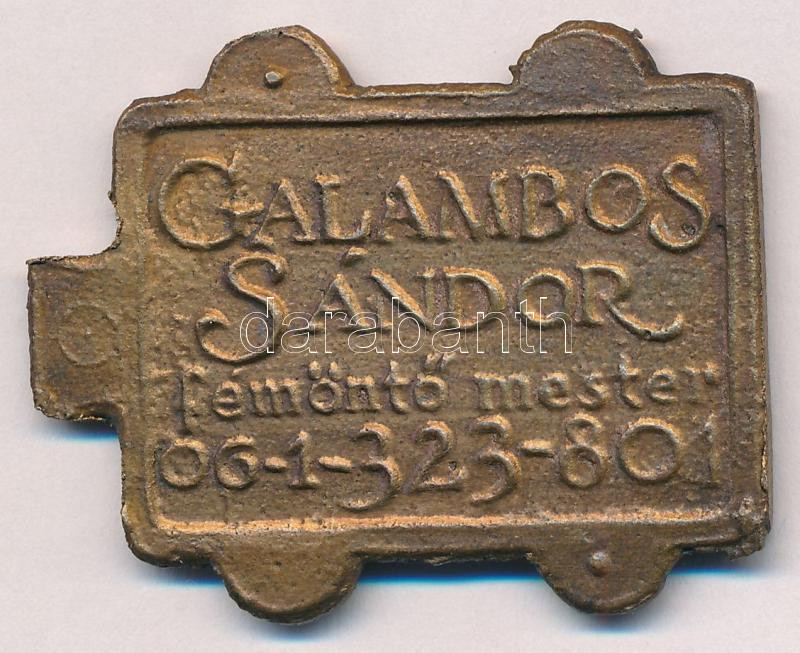 GALAMBOS
SÁNDOR
fémöntő mester
06-1-323-801
darabanth